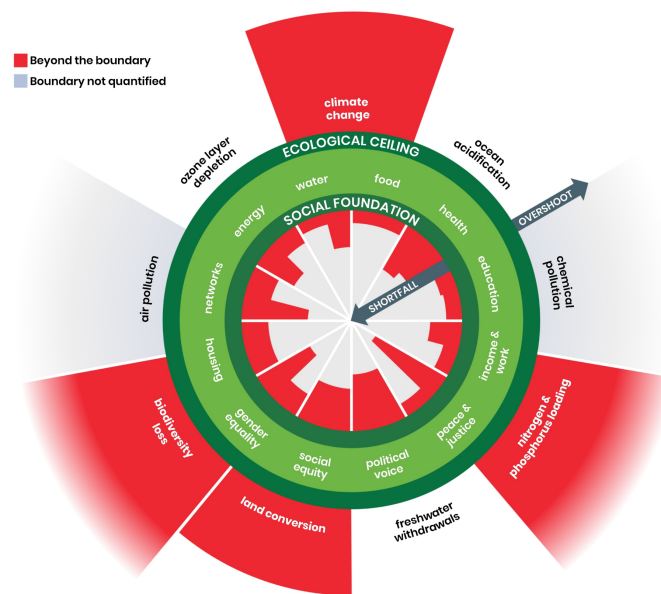 Beyond the boundary
Boundary not quantified
climate
change
ozone layer
depletion
ocean
acidification
ECOLOGICAL CEILING
OVERSHOOT
water
food
energy
health
SOCIAL FOUNDATION
SHORTFALL
networks
education
air pollution
chemical
pollution
housing
income &
work
gender
equality
peace &
justice
social
equity
political
voice
biodiversity
loss
nitrogen &
phosphorus loading
land conversion
freshwater
withdrawals